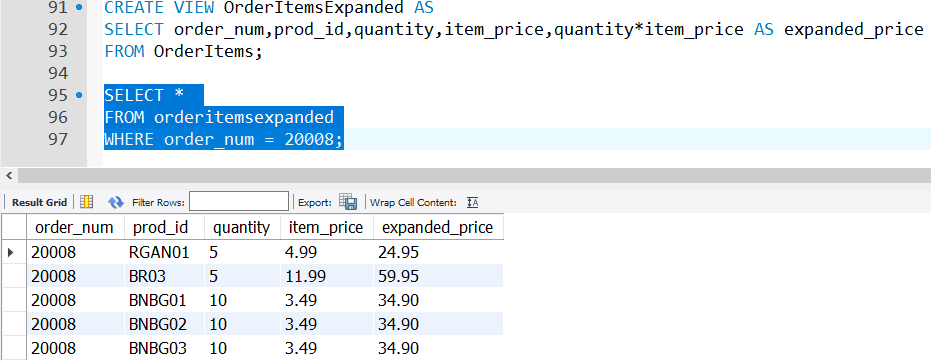 91 CREATE VIEW OrderItemsExpanded AS
92 SELECT order_num,prod_id,quantity,item_price,quantity*item_price AS expanded_price
93 FROM OrderItems;
94
95 SELECT *
96 FROM orderitemsexpanded
97 WHERE order_num = 20008;
Result Grid Filter Rows: Export: Wrap Cell Content: IA
order_num prod_id quantity item_price expanded_price
20008 RGAN01 5 4.99 24.95
20008 BR03 5 11.99 59.95
20008 BNBG01 10 3.49 34.90
20008 BNBG02 10 3.49 34.90
20008 BNBG03 10 3.49 34.90